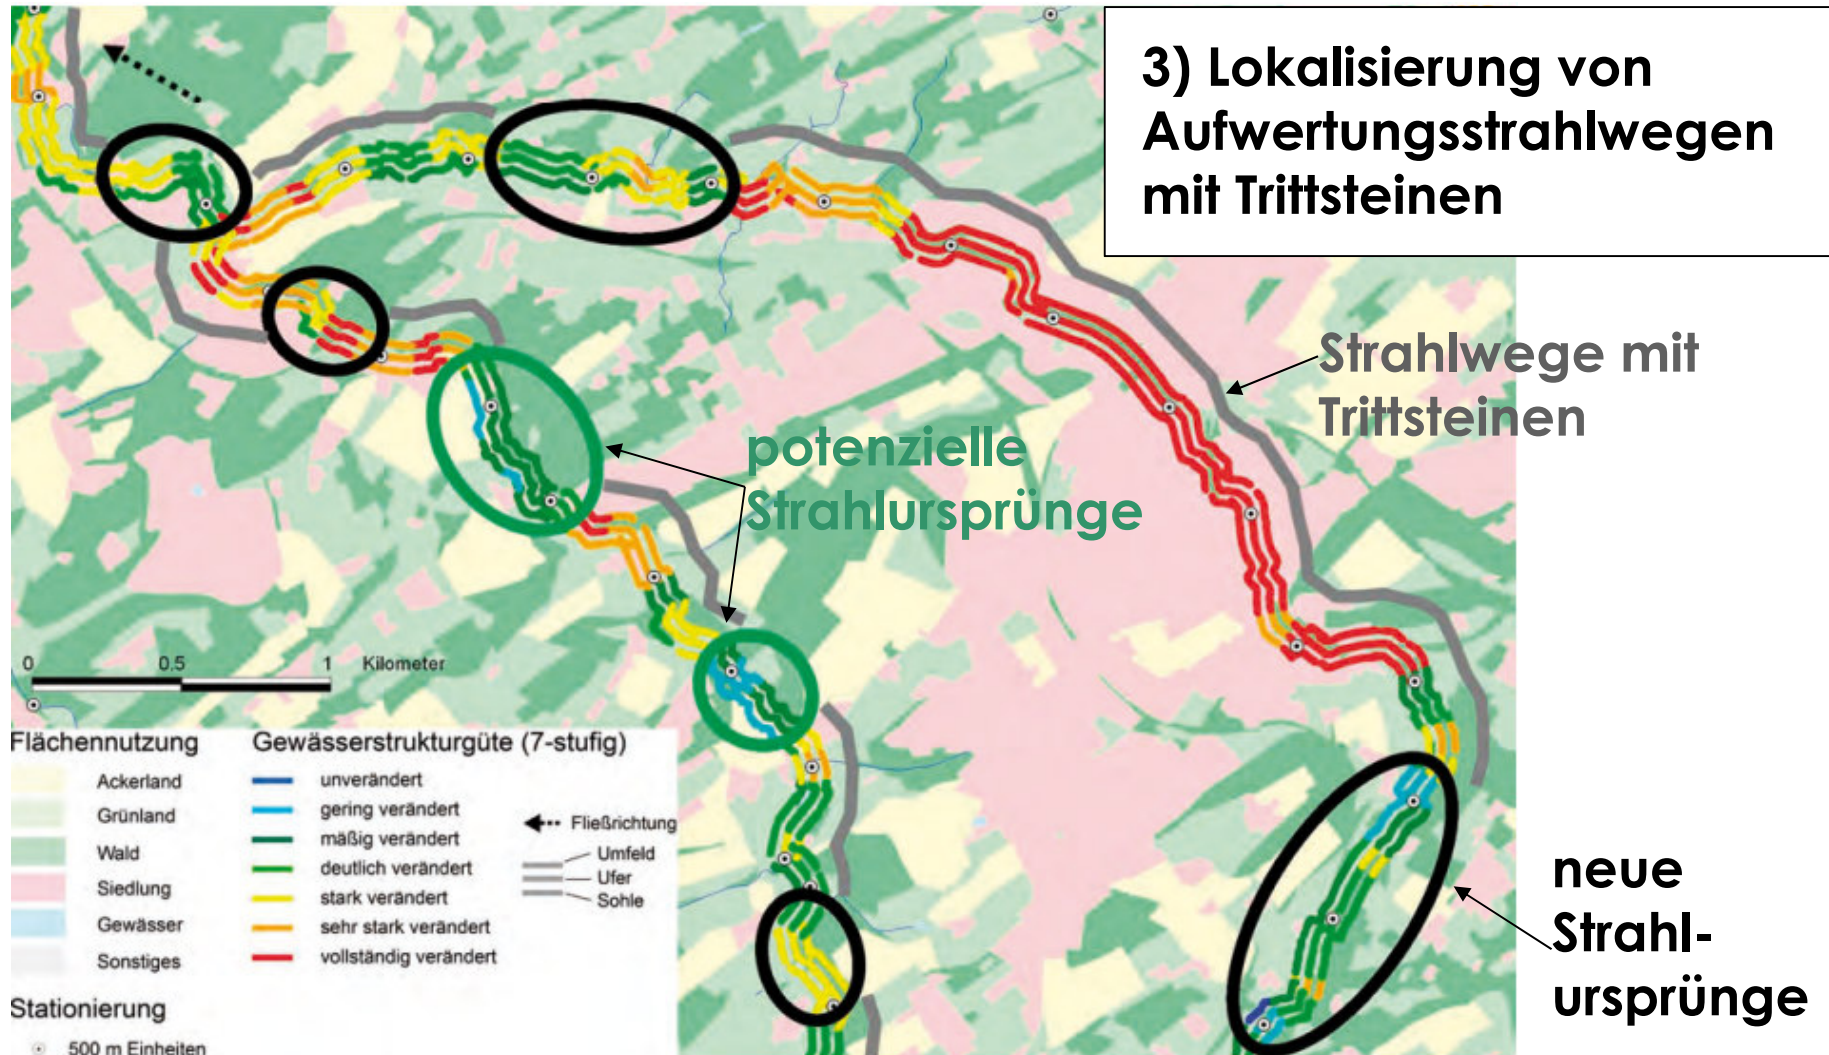 3) Lokalisierung von
Aufwertungsstrahlwegen
mit Trittsteinen
Strahlwege mit
Trittsteinen
potenzielle
Strahlursprünge
neue
Strahl-
ursprünge
0 0.5 1 Kilometer
Flächennutzung
Ackerland
Grünland
Wald
Siedlung
Gewässer
Sonstiges
Gewässerstrukturgüte (7-stufig)
unverändert
gering verändert
mäßig verändert
deutlich verändert
stark verändert
sehr stark verändert
vollständig verändert
Fließrichtung
Umfeld
Ufer
Sohle
Stationierung
500 m Einheiten